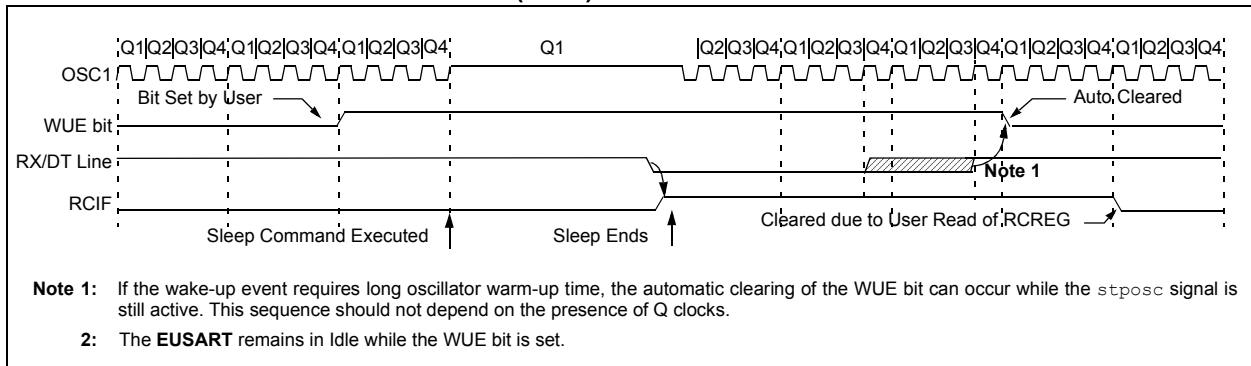 Q1|Q2|Q3|Q4 Q1|Q2|Q3|Q4 Q1|Q2|Q3|Q4 Q1 |Q2|Q3|Q4 Q1|Q2|Q3|Q4 Q1|Q2|Q3|Q4 Q1|Q2|Q3|Q4 Q1|Q2|Q3|Q4
OSC1
Bit Set by User Auto Cleared
WUE bit
RX/DT Line
Note 1
RCIF
Cleared due to User Read of RCREG
Sleep Command Executed Sleep Ends
Note 1: If the wake-up event requires long oscillator warm-up time, the automatic clearing of the WUE bit can occur while the stposc signal is
still active. This sequence should not depend on the presence of Q clocks.
2: The EUSART remains in Idle while the WUE bit is set.